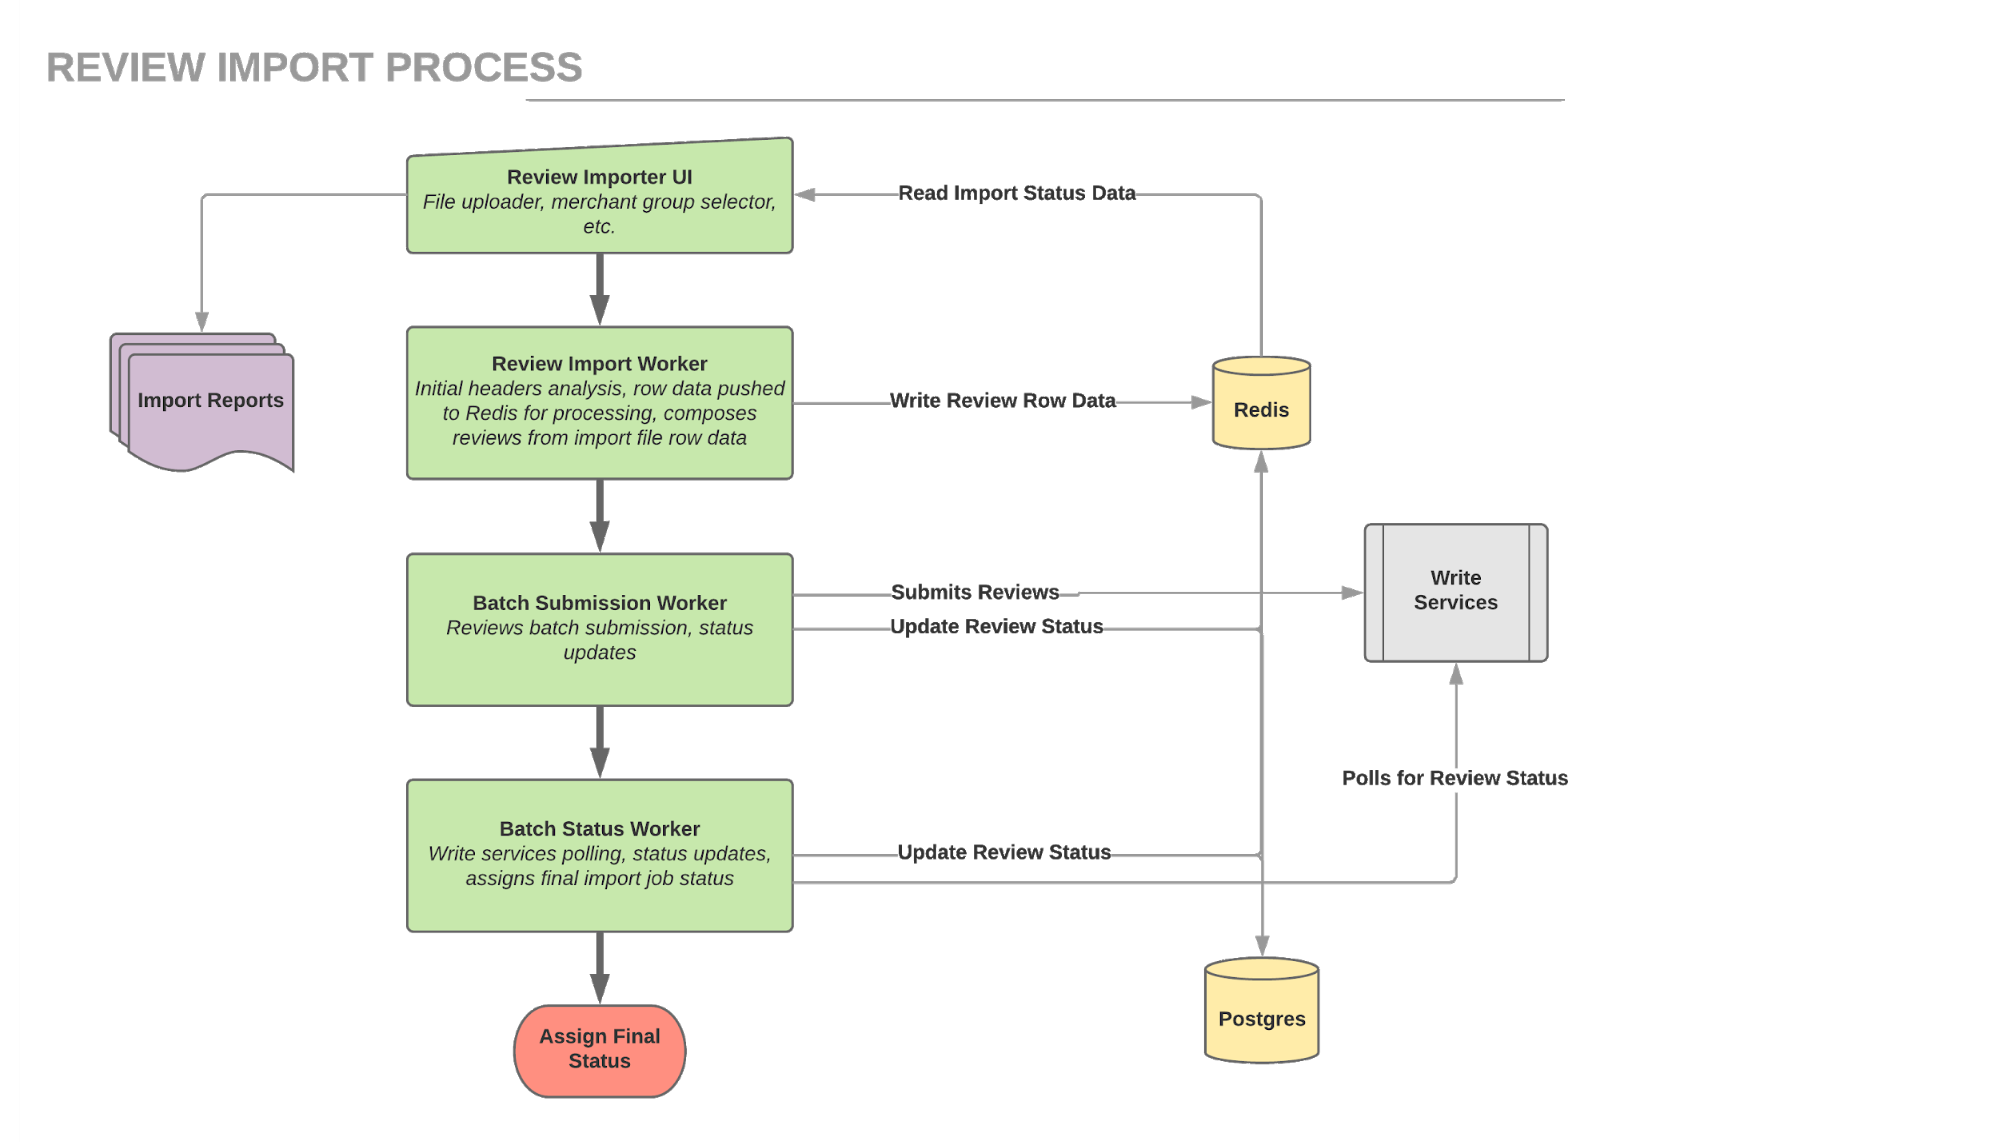 REVIEW IMPORT PROCESS
Review Importer UI
File uploader, merchant group selector,
etc.
Read Import Status Data
Import Reports
Review Import Worker
Initial headers analysis, row data pushed
to Redis for processing, composes
reviews from import file row data
Write Review Row Data
Redis
Batch Submission Worker
Reviews batch submission, status
updates
Submits Reviews
Update Review Status
Write
Services
Polls for Review Status
Batch Status Worker
Write services polling, status updates,
assigns final import job status
Update Review Status
Assign Final
Status
Postgres